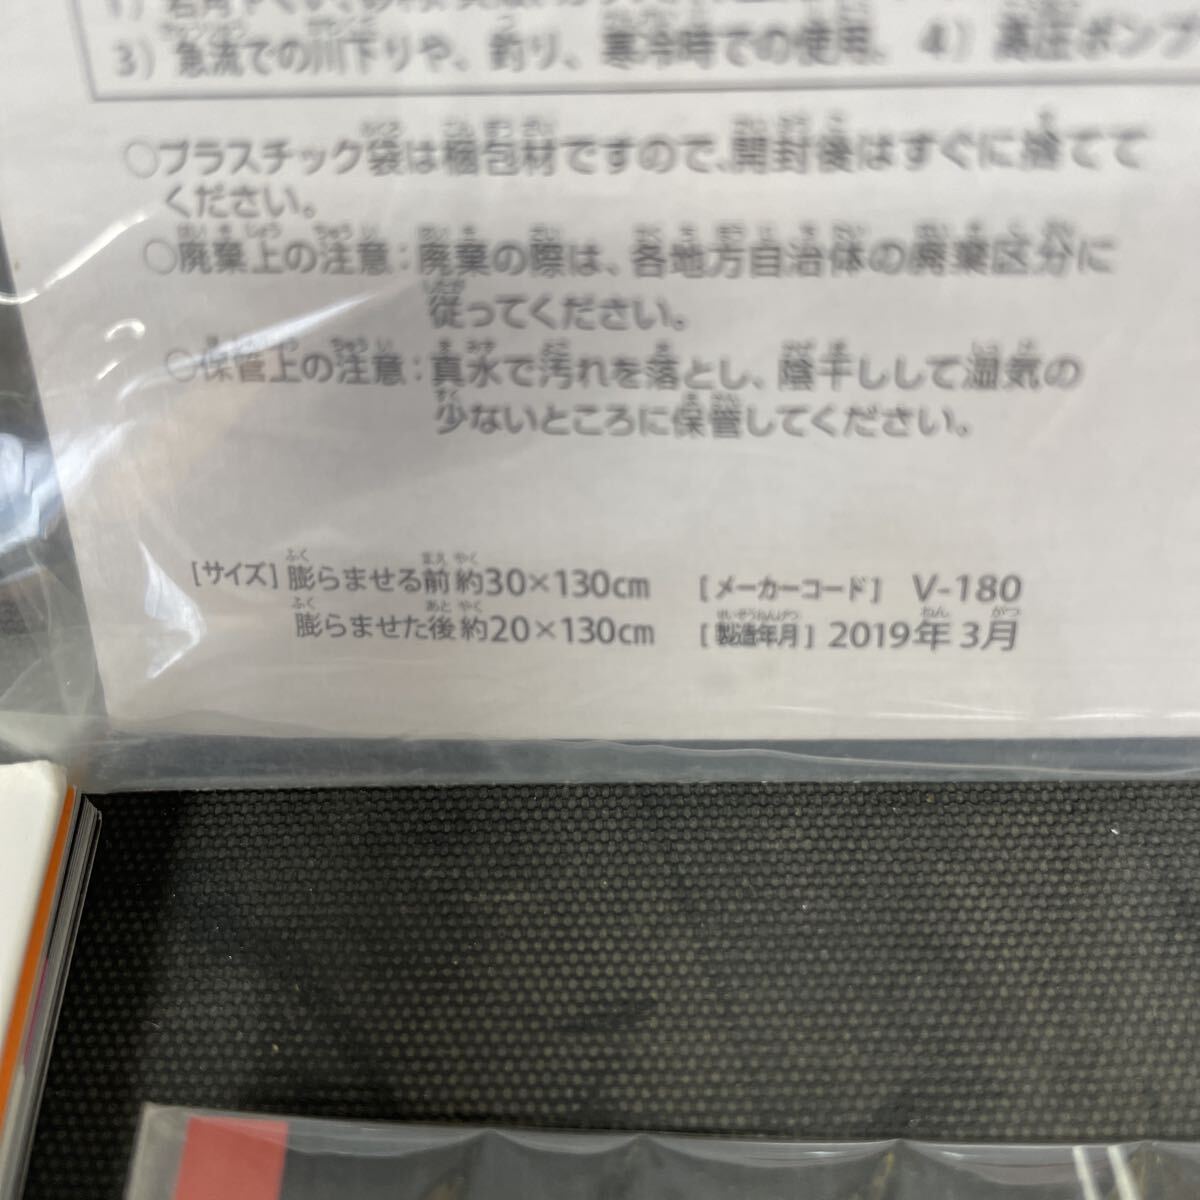 3) 急流での川下りや、釣り、寒冷時での使用。 4) 高圧ポンプ
○プラスチック袋は梱包材ですので、開封後はすぐに捨てて
ください。
○廃棄上の注意：廃棄の際は、各地方自治体の廃棄区分に
従ってください。
○保管上の注意：真水で汚れを落とし、陰干しして湿気の
少ないところに保管してください。
[サイズ] 膨らませる前 約30×130cm [メーカーコード] V-180
膨らませた後 約20×130cm [製造年月] 2019年 3月